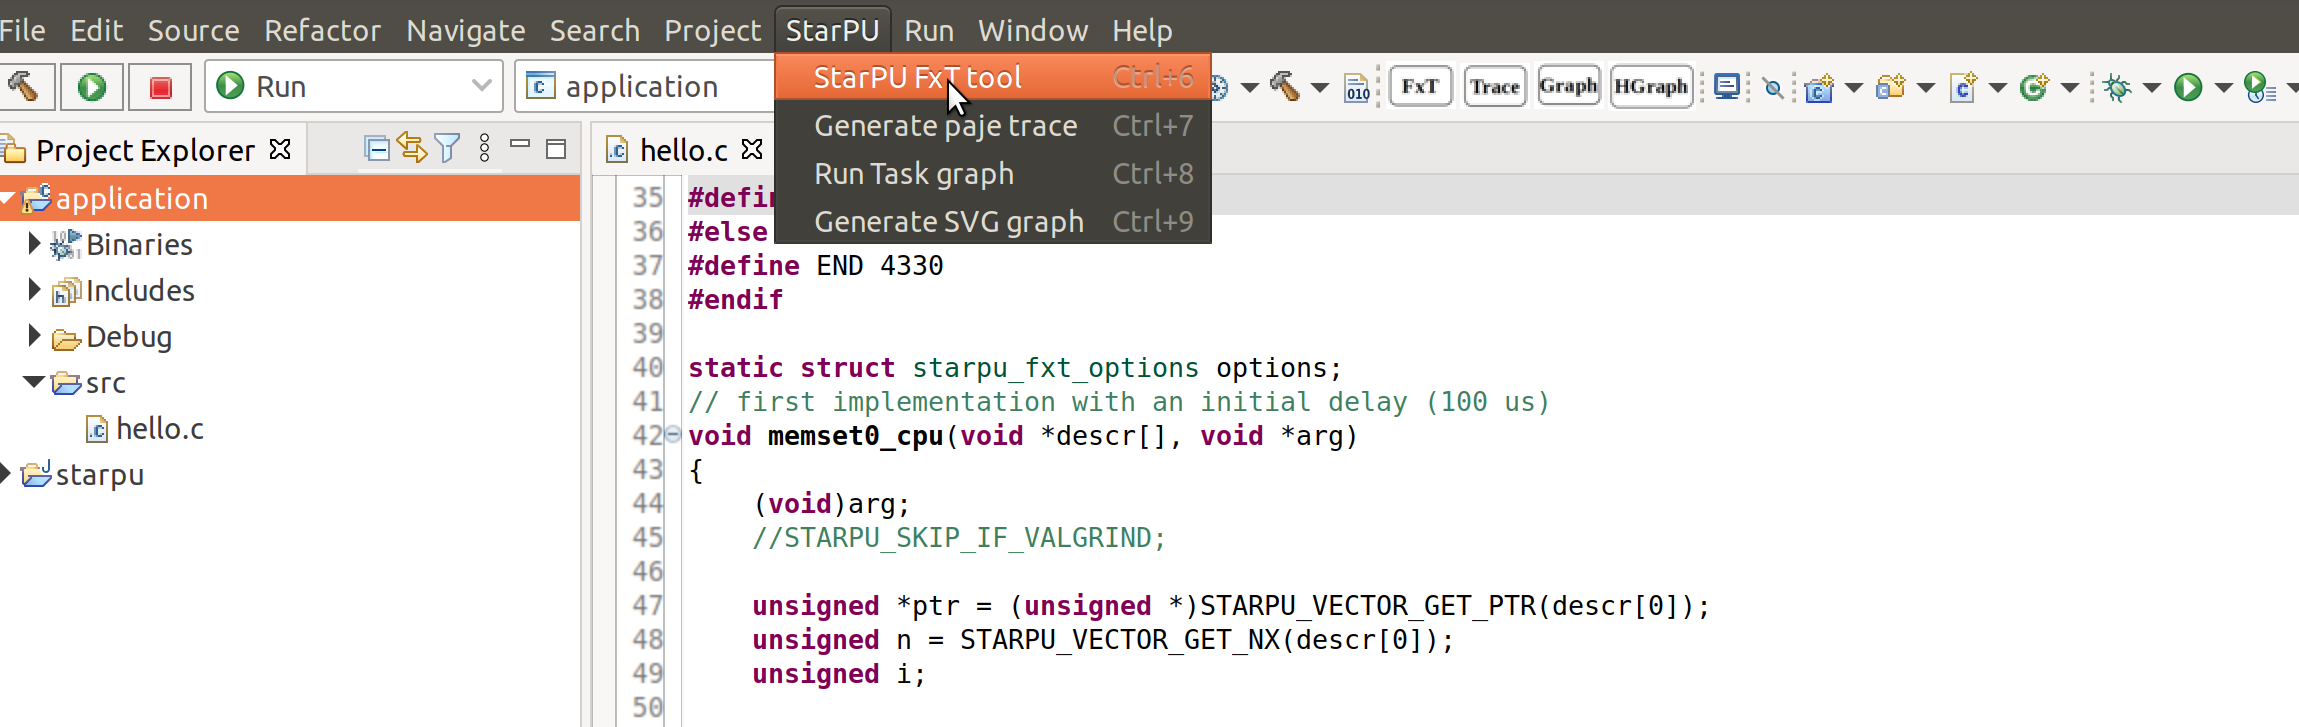 File Edit Source Refactor Navigate Search Project StarPU Run Window Help
StarPU FxT tool Ctrl+6
Generate paje trace Ctrl+7
Run Task graph Ctrl+8
Generate SVG graph Ctrl+9
Run application 010 FxT Trace Graph HGraph
Project Explorer
application
Binaries
Includes
Debug
src
hello.c
starpu
hello.c
35 #defin
36 #else
37 #define END 4330
38 #endif
39
40 static struct starpu_fxt_options options;
41 // first implementation with an initial delay (100 us)
42 void memset0_cpu(void *descr[], void *arg)
43 {
44 (void)arg;
45 //STARPU_SKIP_IF_VALGRIND;
46
47 unsigned *ptr = (unsigned *)STARPU_VECTOR_GET_PTR(descr[0]);
48 unsigned n = STARPU_VECTOR_GET_NX(descr[0]);
49 unsigned i;
50